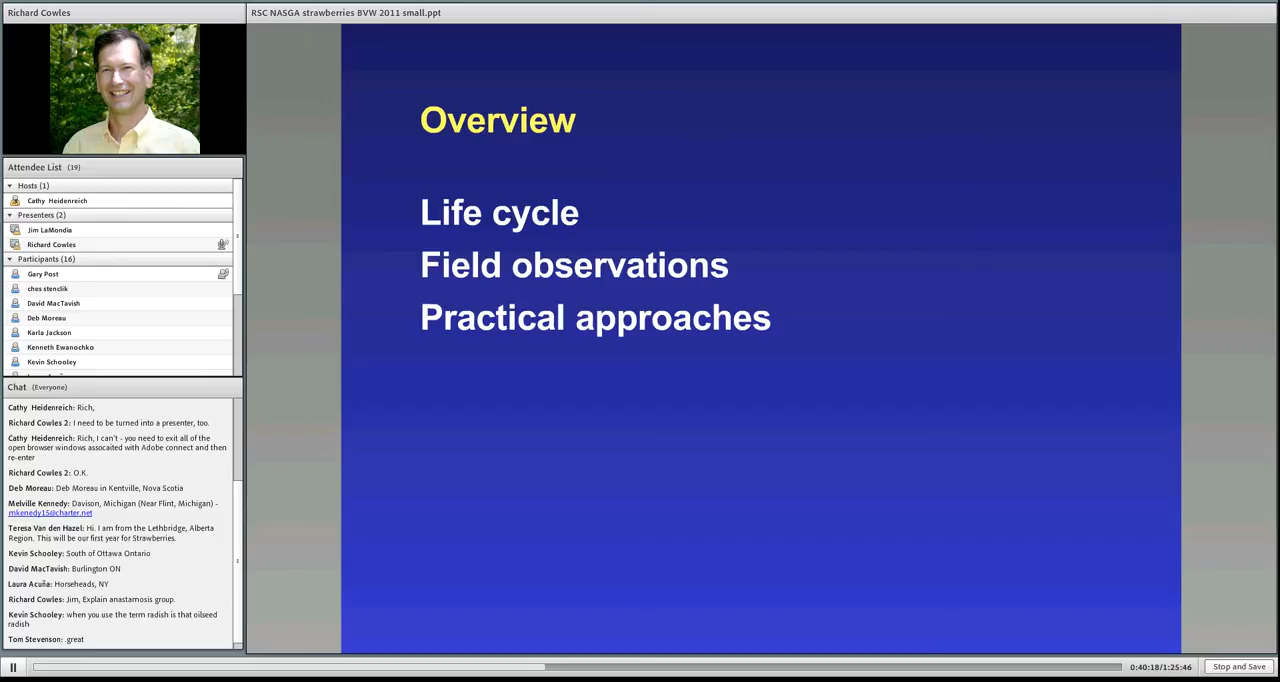 Richard Cowles
RSC NASGA strawberries BVW 2011 small.ppt
Attendee List (19)
Hosts (1)
Cathy Heidenreich
Presenters (2)
Jim LaMondia
Richard Cowles
Participants (16)
Gary Post
ches stenclik
David MacTavish
Deb Moreau
Karla Jackson
Kenneth Ewanochko
Kevin Schooley
Chat (Everyone)
Cathy Heidenreich: Rich,
Richard Cowles 2: I need to be turned into a presenter, too.
Cathy Heidenreich: Rich, I can't - you need to exit all of the
open browser windows assocaited with Adobe connect and then
re-enter
Richard Cowles 2: O.K.
Deb Moreau: Deb Moreau in Kentville, Nova Scotia
Melville Kennedy: Davison, Michigan (Near Flint, Michigan) -
mkenedy15@charter.net
Teresa Van den Hazel: Hi. I am from the Lethbridge, Alberta
Region. This will be our first year for Strawberries.
Kevin Schooley: South of Ottawa Ontario
David MacTavish: Burlington ON
Laura Acuña: Horseheads, NY
Richard Cowles: Jim, Explain anastamosis group.
Kevin Schooley: when you use the term radish is that oilseed
radish
Tom Stevenson: .great
Overview
Life cycle
Field observations
Practical approaches
0:40:18/1:25:46
Stop and Save